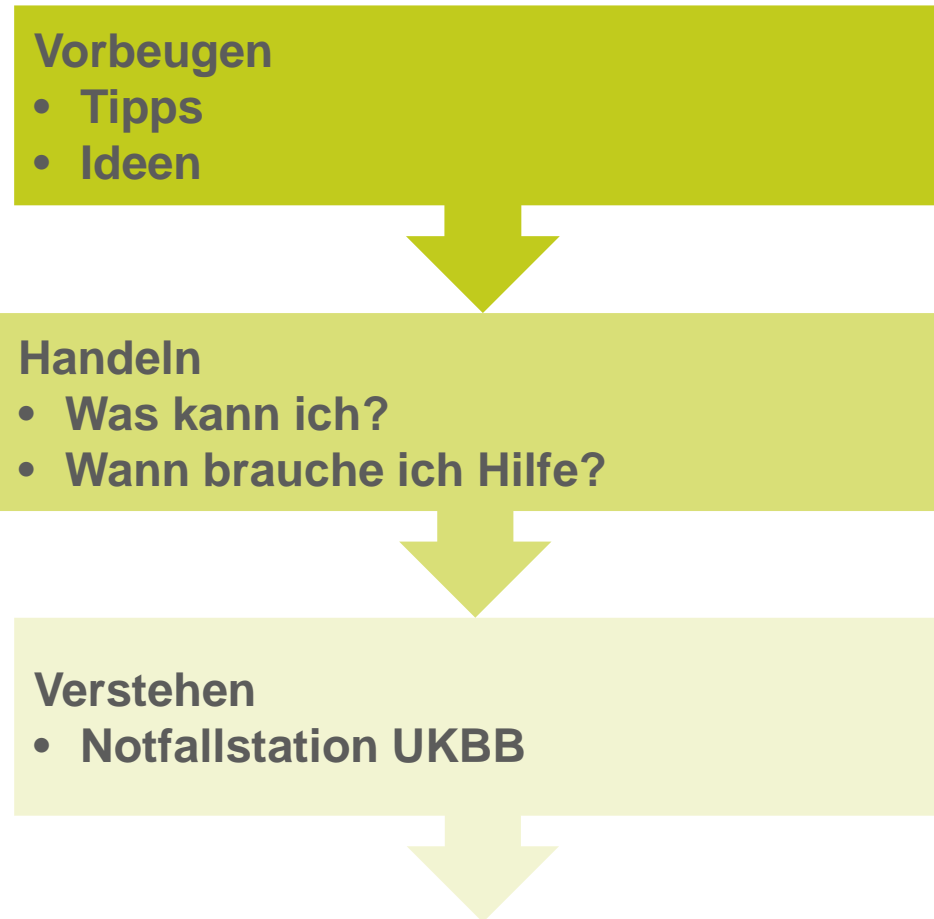 Vorbeugen
• Tipps
• Ideen
Handeln
• Was kann ich?
• Wann brauche ich Hilfe?
Verstehen
• Notfallstation UKBB